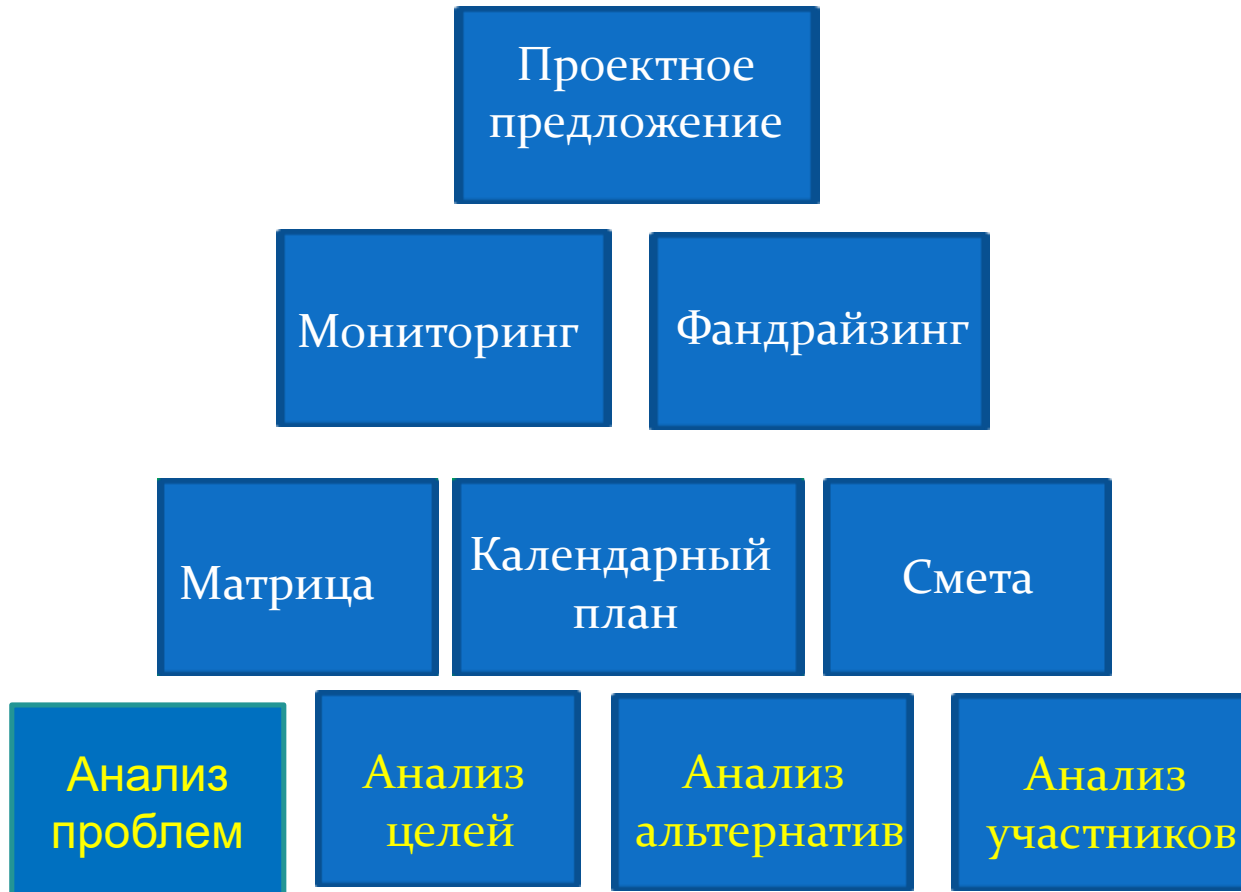 Проектное
предложение
Мониторинг
Фандрайзинг
Матрица
Календарный
план
Смета
Анализ
проблем
Анализ
целей
Анализ
альтернатив
Анализ
участников